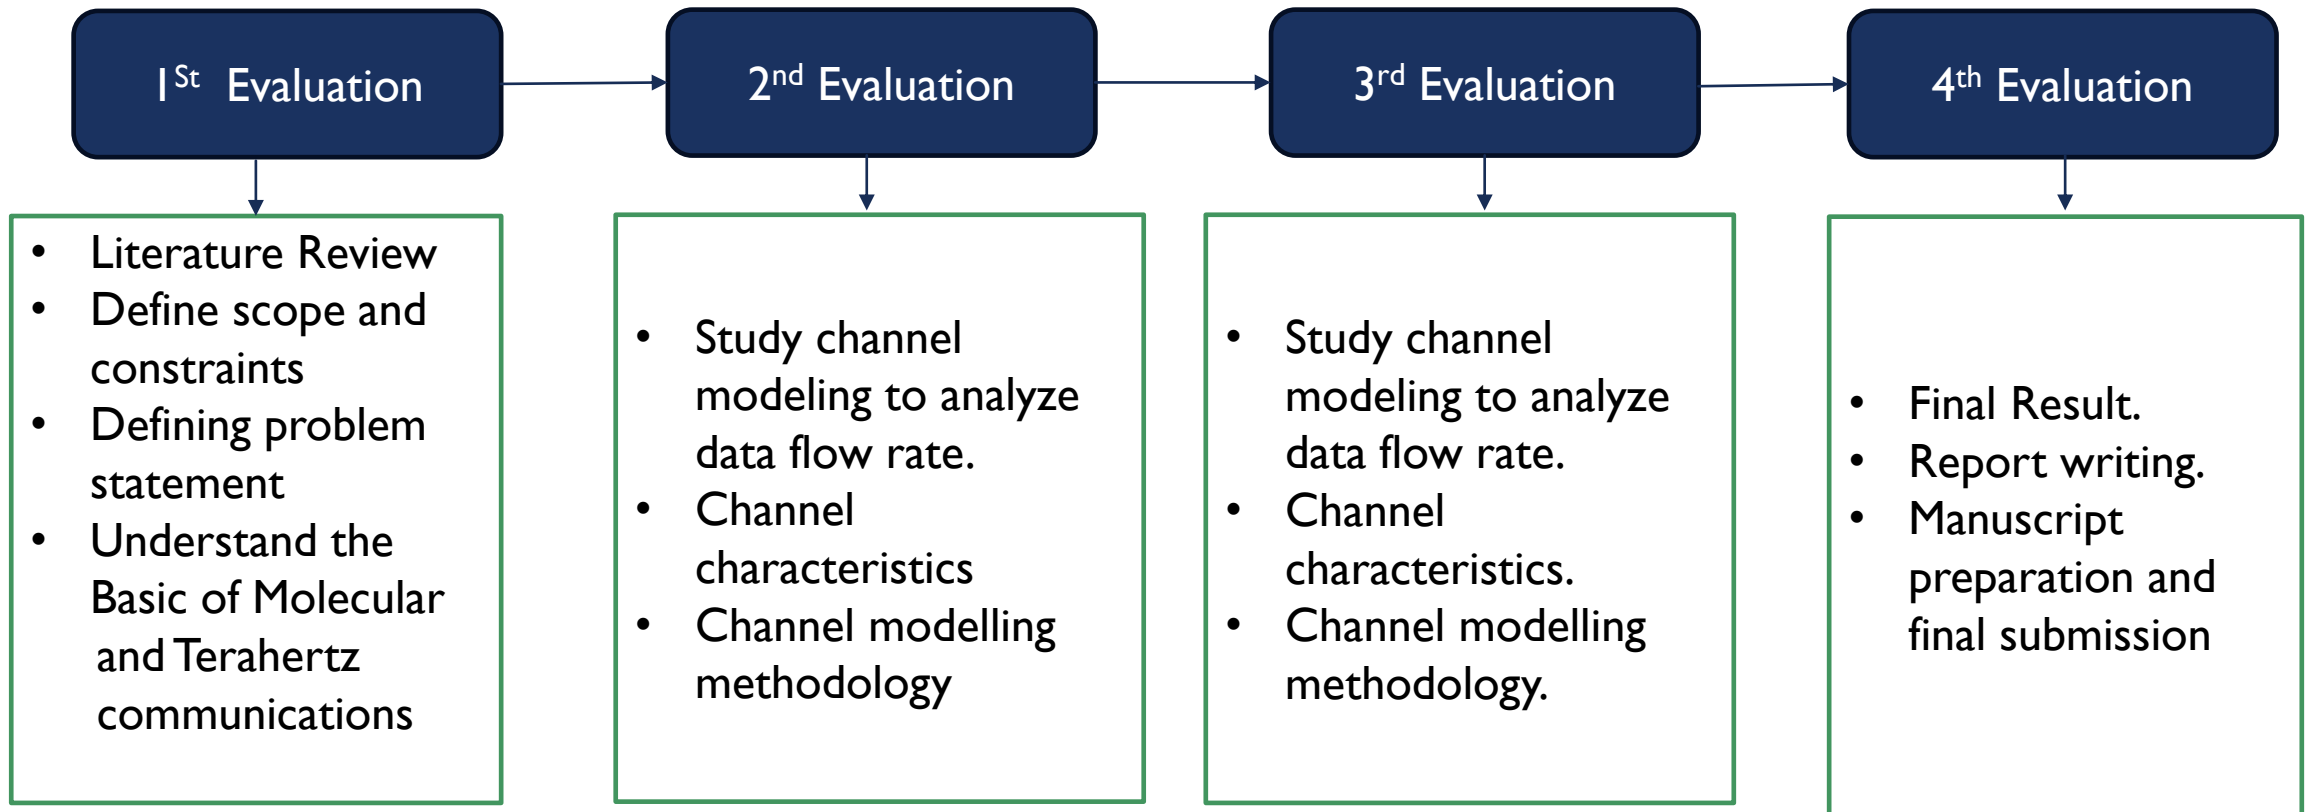 1St Evaluation
2nd Evaluation
3rd Evaluation
4th Evaluation
• Literature Review
• Define scope and
constraints
• Defining problem
statement
• Understand the
Basic of Molecular
and Terahertz
communications
• Study channel
modeling to analyze
data flow rate.
• Channel
characteristics
• Channel modelling
methodology
• Study channel
modeling to analyze
data flow rate.
• Channel
characteristics.
• Channel modelling
methodology.
• Final Result.
• Report writing.
• Manuscript
preparation and
final submission